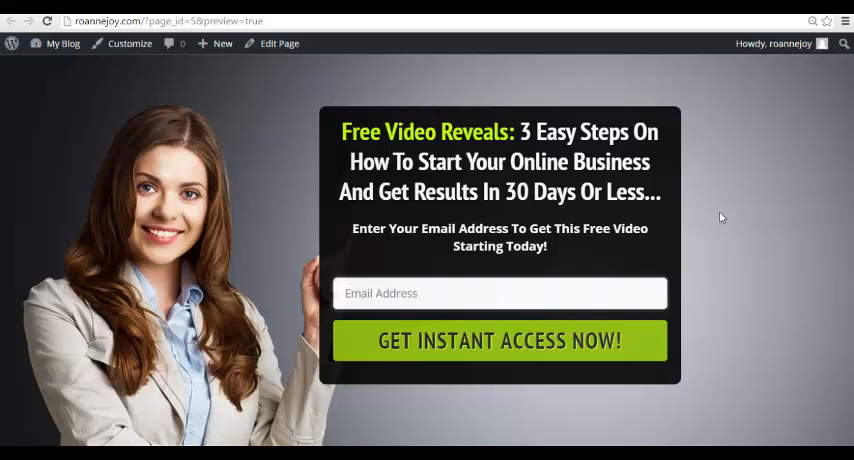 roannejoy.com/?page_id=5&preview=true
My Blog Customize 0 New Edit Page Howdy, roannejoy
Free Video Reveals: 3 Easy Steps On
How To Start Your Online Business
And Get Results In 30 Days Or Less...
Enter Your Email Address To Get This Free Video
Starting Today!
Email Address
GET INSTANT ACCESS NOW!